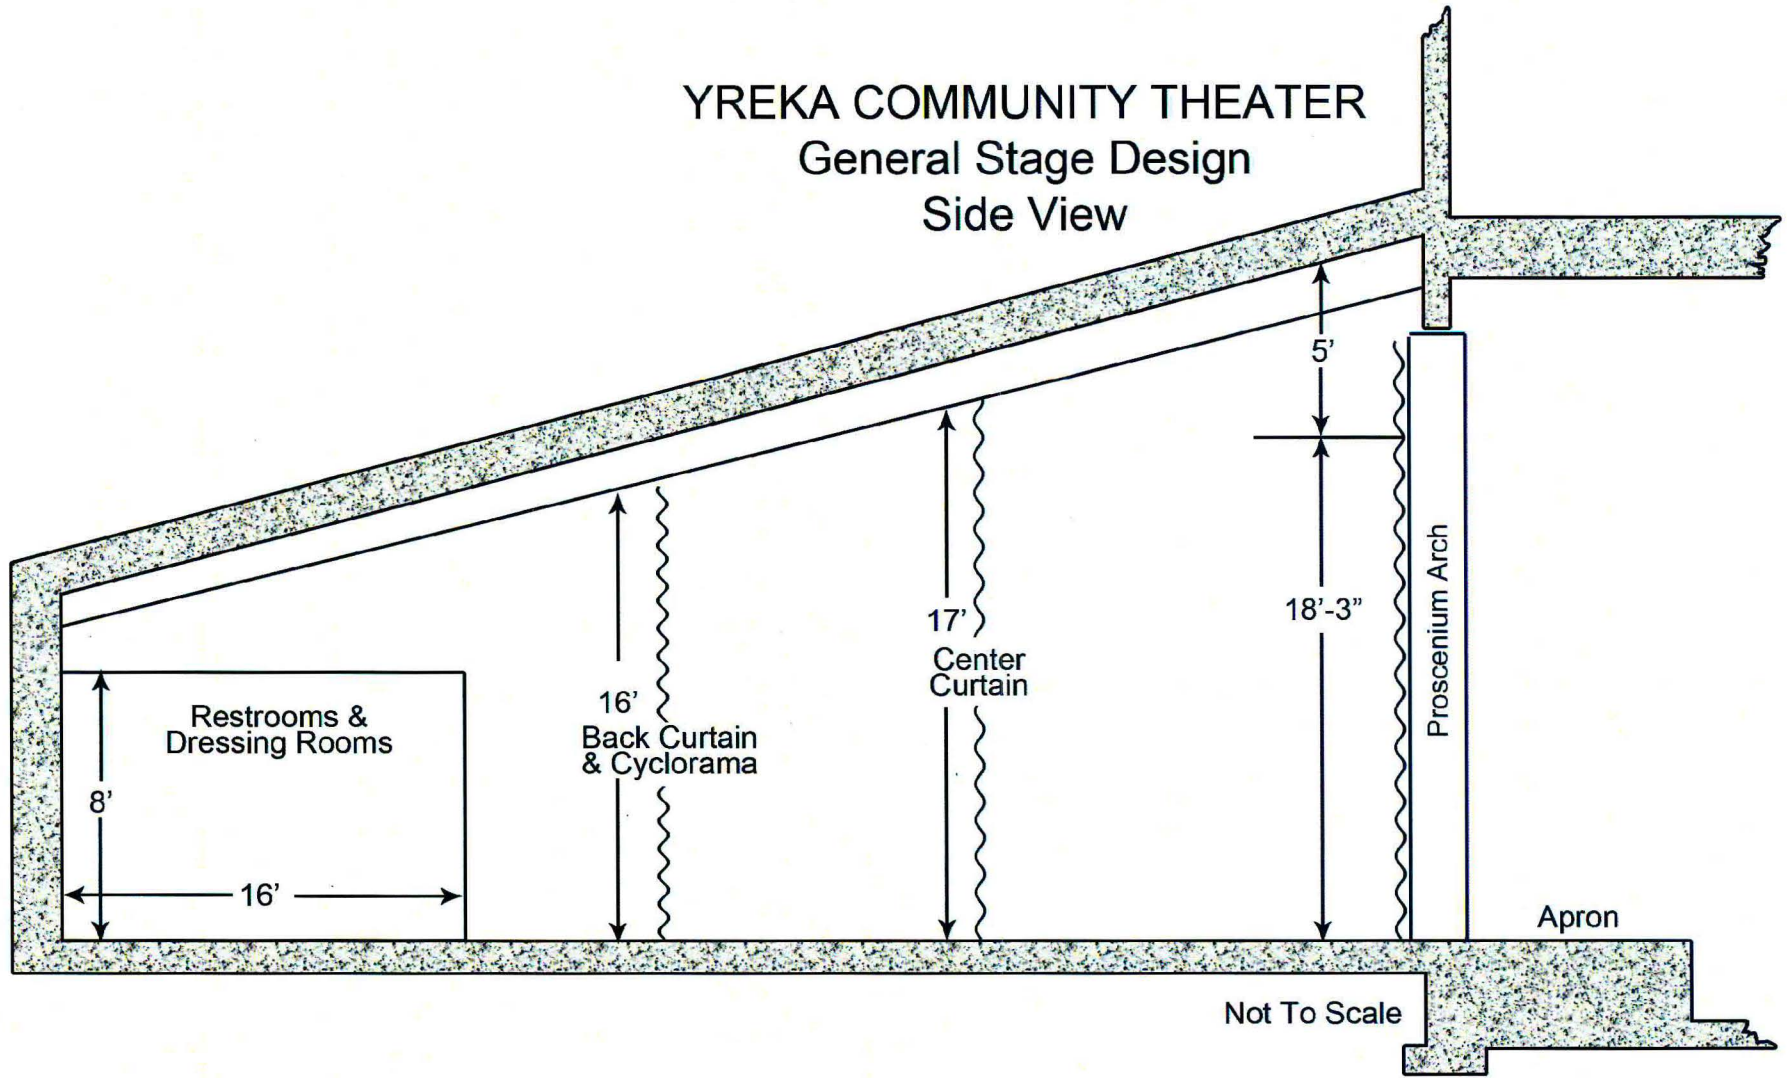 YREKA COMMUNITY THEATER
General Stage Design
Side View
5’
18’-3”
Proscenium Arch
17’
Center
Curtain
16’
Back Curtain
& Cyclorama
Restrooms &
Dressing Rooms
8’
16’
Apron
Not To Scale